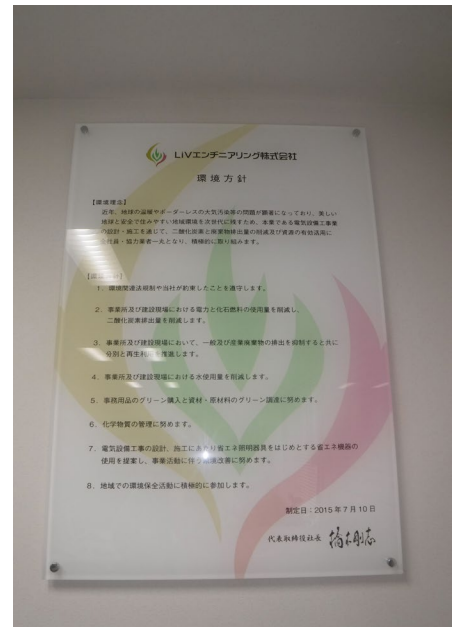 LiVエンヂニアリング株式会社
環境方針
【環境理念】
近年、地球の温暖やボーダーレスの大気汚染等の問題が顕著になっており、美しい
地球と安全で住みやすい地域環境を次世代に残すため、本業である電気設備工事業
の設計・施工を通じて、二酸化炭素と廃棄物排出量の削減及び資源の有効活用に
全社員・協力業者一丸となり、積極的に取り組みます。
1. 環境関連法規制や当社が約束したことを遵守します。
2. 事業所及び建設現場における電力と化石燃料の使用量を削減し、
二酸化炭素排出量を削減します。
3. 事業所及び建設現場において、一般及び産業廃棄物の排出を抑制すると共に
分別と再生利用を推進します。
4. 事業所及び建設現場における水使用量を削減します。
5. 事務用品のグリーン購入と資材・原材料のグリーン調達に努めます。
6. 化学物質の管理に努めます。
7. 電気設備工事の設計、施工にあたり省エネ照明器具をはじめとする省エネ機器の
使用を提案し、事業活動に伴う環境改善に努めます。
8. 地域での環境保全活動に積極的に参加します。
制定日：2015年7月10日
代表取締役社長